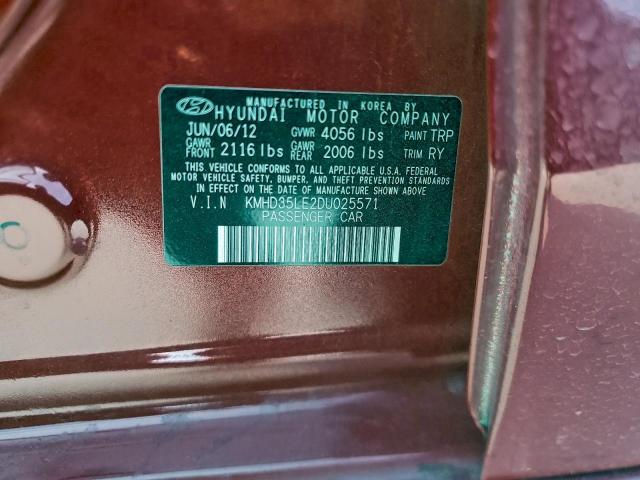 MANUFACTURED IN KOREA BY
HYUNDAI MOTOR COMPANY
JUN/06/12 GVWR 4056 lbs PAINT TRP
GAWR FRONT 2116 lbs GAWR REAR 2006 lbs TRIM RY
THIS VEHICLE CONFORMS TO ALL APPLICABLE U.S.A. FEDERAL
MOTOR VEHICLE SAFETY, BUMPER, AND THEFT PREVENTION STANDARDS
IN EFFECT ON THE DATE OF MANUFACTURE SHOWN ABOVE
V.I.N KMHD35LE2DU025571
PASSENGER CAR